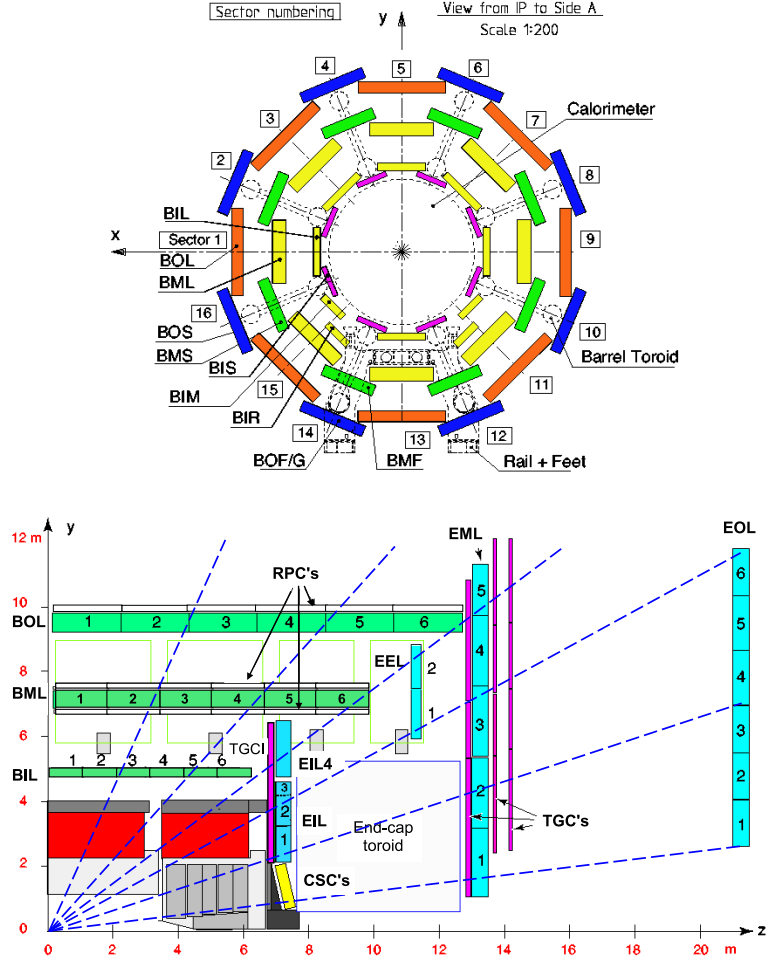 Sector numbering
View from IP to Side A
Scale 1:200
y
4
5
6
3
7
Calorimeter
2
8
BIL
x
Sector 1
9
BOL
BML
16
10
BOS
BMS
Barrel Toroid
BIS
15
11
BIM
BIR
14
13
12
BOF/G
BMF
Rail + Feet
y
12 m
EOL
EML
RPC's
6
5
10
BOL
1 2 3 4 5 6
5
4
EEL
2
8
4
BML
1 2 3 4 5 6
1
3
3
6
TGCI
EIL4
BIL
1 2 3 4 5 6
2
2
3
4
EIL
2
End-cap
toroid
TGC's
1
1
1
2
CSC's
0
z
0 2 4 6 8 10 12 14 16 18 20 m